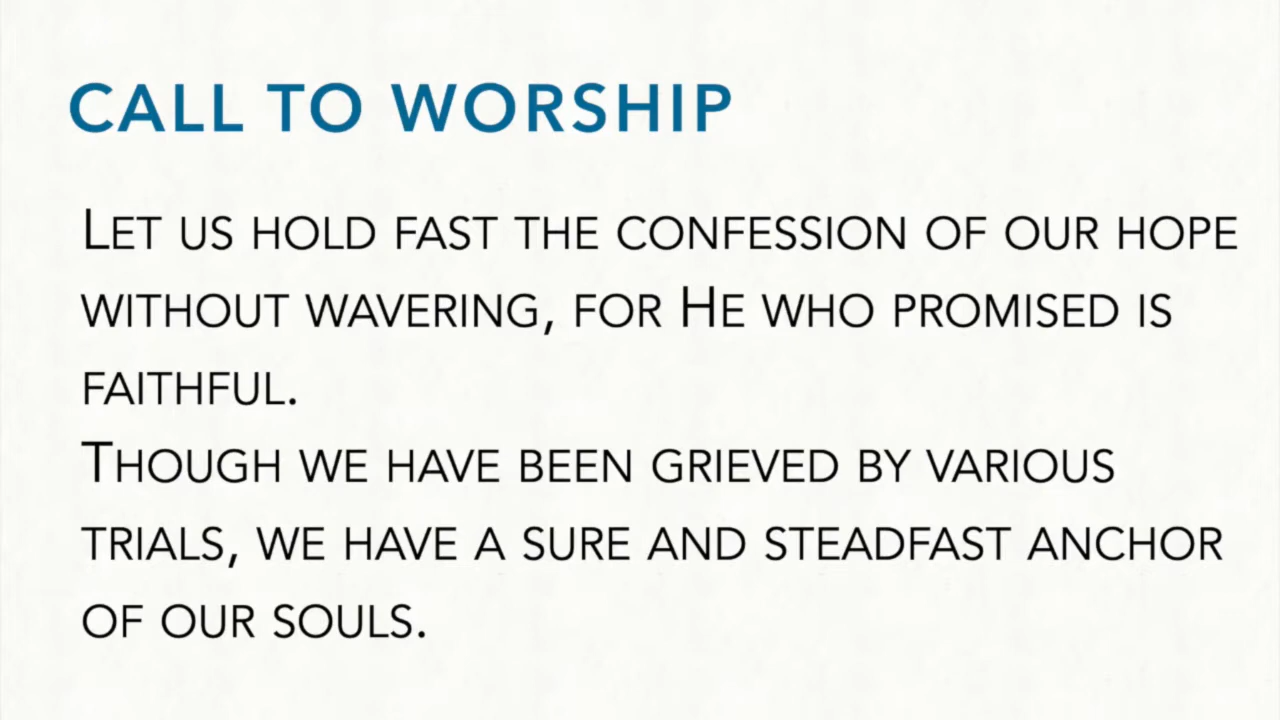 CALL TO WORSHIP
Let us hold fast the confession of our hope
without wavering, for He who promised is
faithful.
Though we have been grieved by various
trials, we have a sure and steadfast anchor
of our souls.